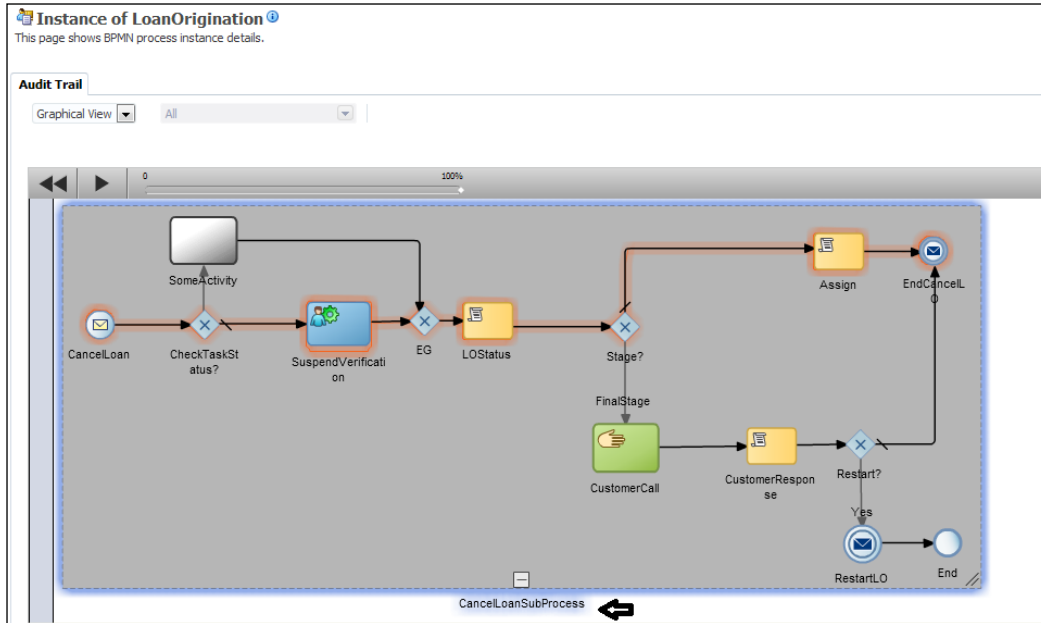 Instance of LoanOrigination
This page shows BPMN process instance details.
Audit Trail
Graphical View
All
0
100%
SomeActivity
Assign
EndCancelL
O
CancelLoan
CheckTaskSt
atus?
SuspendVerificati
on
EG
LOStatus
Stage?
FinalStage
CustomerCall
CustomerRespon
se
Restart?
Yes
RestartLO
End
CancelLoanSubProcess